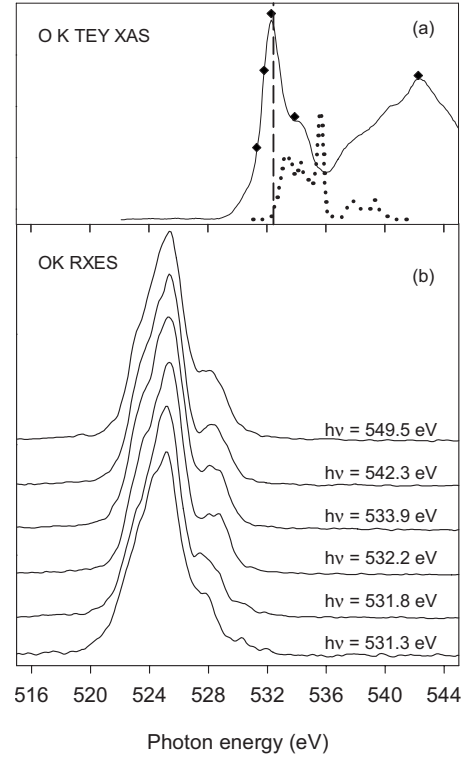 O K TEY XAS
(a)
OK RXES
(b)
hν = 549.5 eV
hν = 542.3 eV
hν = 533.9 eV
hν = 532.2 eV
hν = 531.8 eV
hν = 531.3 eV
516 520 524 528 532 536 540 544
Photon energy (eV)